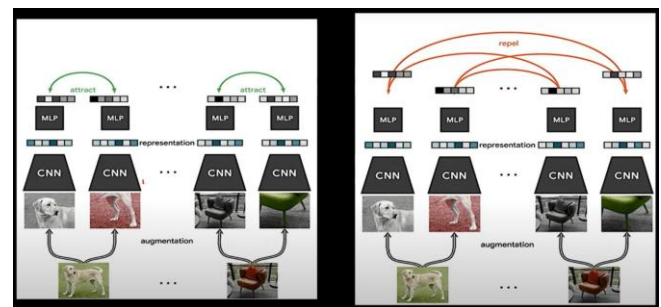 attract
attract
...
MLP
MLP
MLP
MLP
representation
CNN
CNN
...
CNN
CNN
augmentation
...
repel
...
MLP
MLP
MLP
MLP
representation
CNN
CNN
...
CNN
CNN
augmentation
...